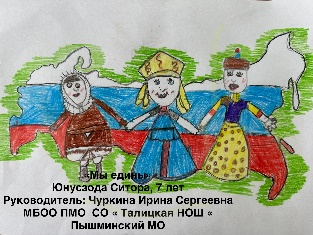 «Мы едины»
Юнусзода Ситора, 7 лет
Руководитель: Чуркина Ирина Сергеевна
МБОО ПМО СО « Талицкая НОШ «
Пышминский МО